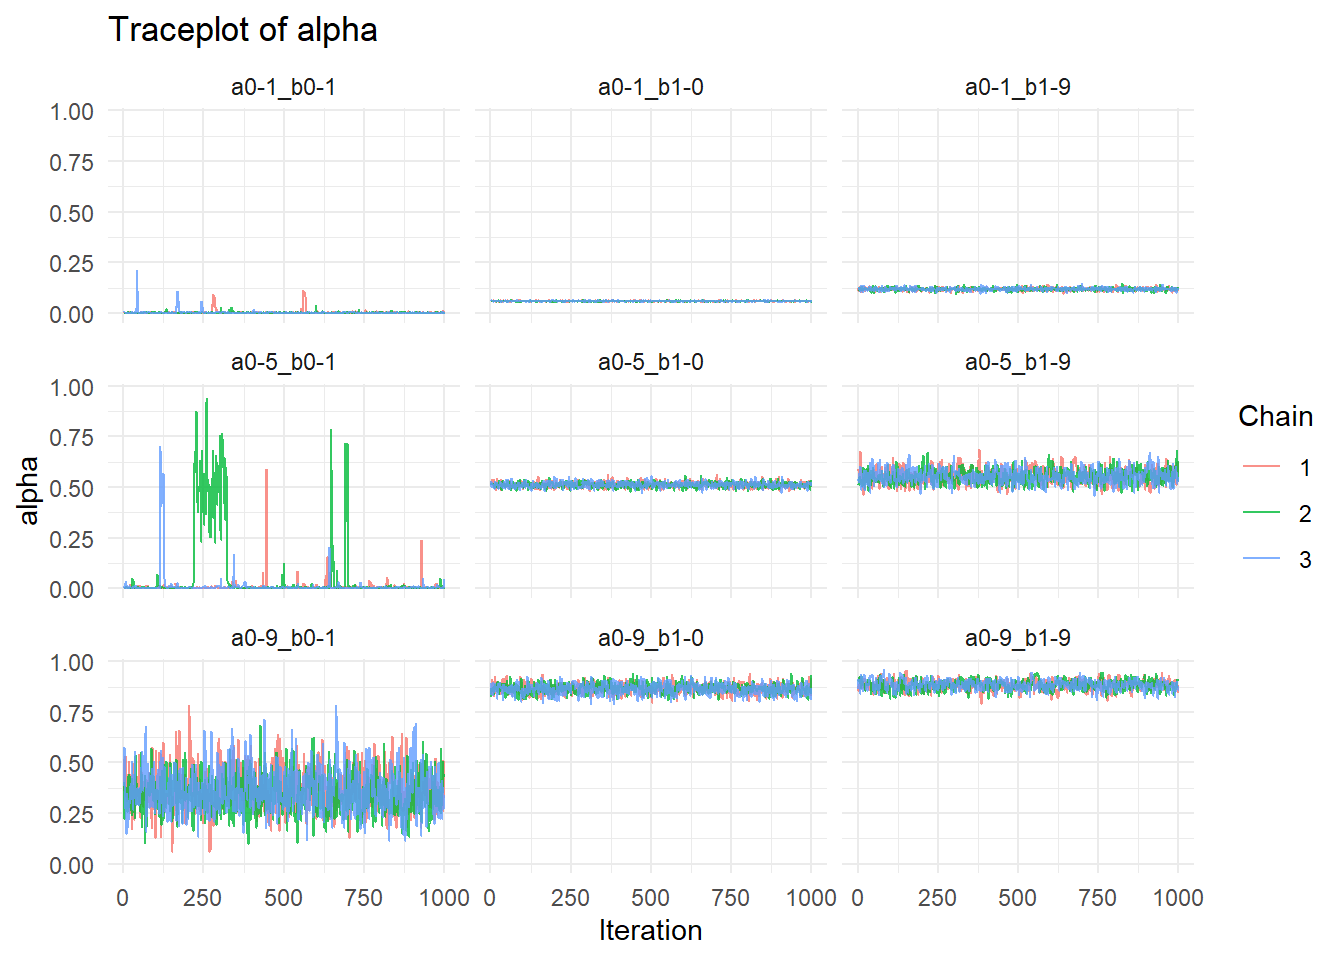 Traceplot of alpha
a0-1_b0-1 a0-1_b1-0 a0-1_b1-9
1.00
0.75
0.50
0.25
0.00
a0-5_b0-1 a0-5_b1-0 a0-5_b1-9
1.00
0.75
0.50
0.25
0.00
alpha
Chain
1
2
3
a0-9_b0-1 a0-9_b1-0 a0-9_b1-9
1.00
0.75
0.50
0.25
0.00
0 250 500 750 1000 0 250 500 750 1000 0 250 500 750 1000
Iteration